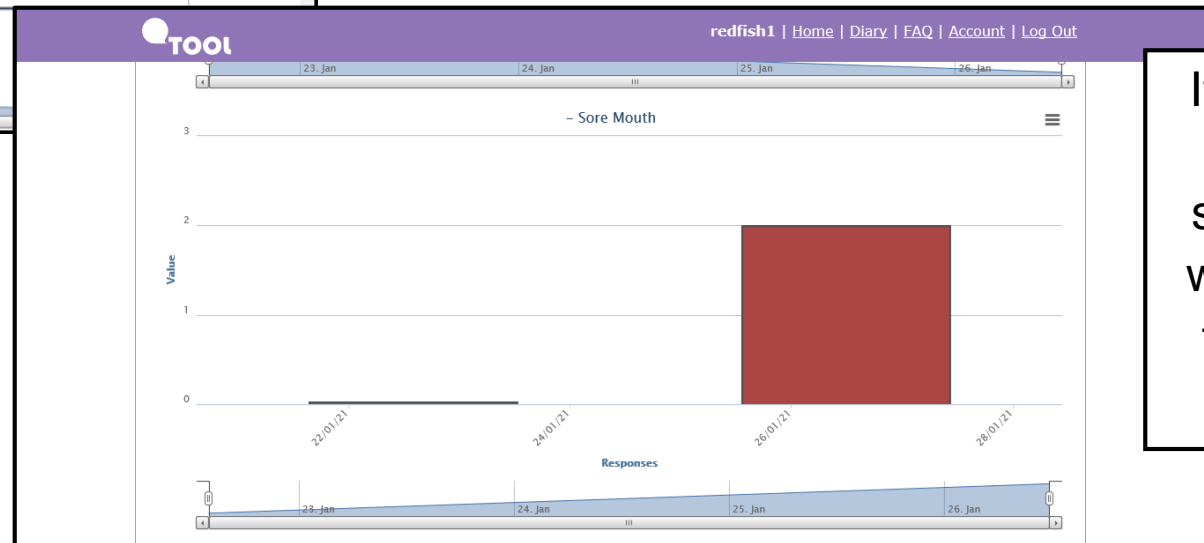 QTOOL
redfish1 | Home | Diary | FAQ | Account | Log Out
23. Jan 24. Jan 25. Jan 26. Jan
– Sore Mouth
3
2
Value
1
0
22/01/21 24/01/21 26/01/21 28/01/21
Responses
23. Jan 24. Jan 25. Jan 26. Jan